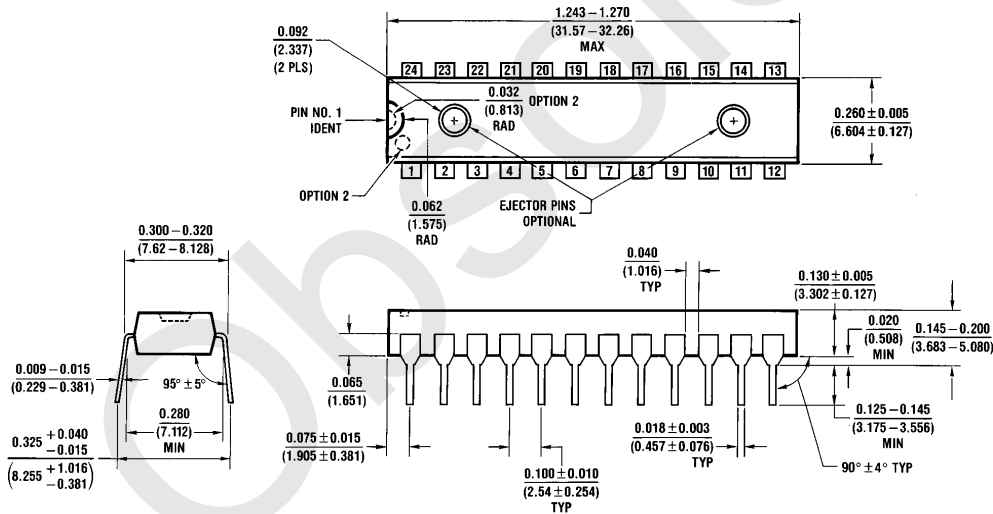 1.243–1.270
(31.57–32.26)
MAX
0.092
(2.337)
(2 PLS)
24 23 22 21 20 19 18 17 16 15 14 13
0.032
(0.813)
RAD
OPTION 2
PIN NO. 1
IDENT
0.260 ± 0.005
(6.604 ± 0.127)
1 2 3 4 5 6 7 8 9 10 11 12
OPTION 2
0.062
(1.575)
RAD
EJECTOR PINS
OPTIONAL
0.300–0.320
(7.62–8.128)
0.040
(1.016)
TYP
0.130 ± 0.005
(3.302 ± 0.127)
0.020
(0.508)
MIN
0.145–0.200
(3.683–5.080)
0.009–0.015
(0.229–0.381)
95° ± 5°
0.280
(7.112)
MIN
0.065
(1.651)
0.325 +0.040
−0.015
(8.255 +1.016
−0.381)
0.075 ± 0.015
(1.905 ± 0.381)
0.100 ± 0.010
(2.54 ± 0.254)
TYP
0.018 ± 0.003
(0.457 ± 0.076)
TYP
0.125–0.145
(3.175–3.556)
MIN
90° ± 4° TYP
Obso